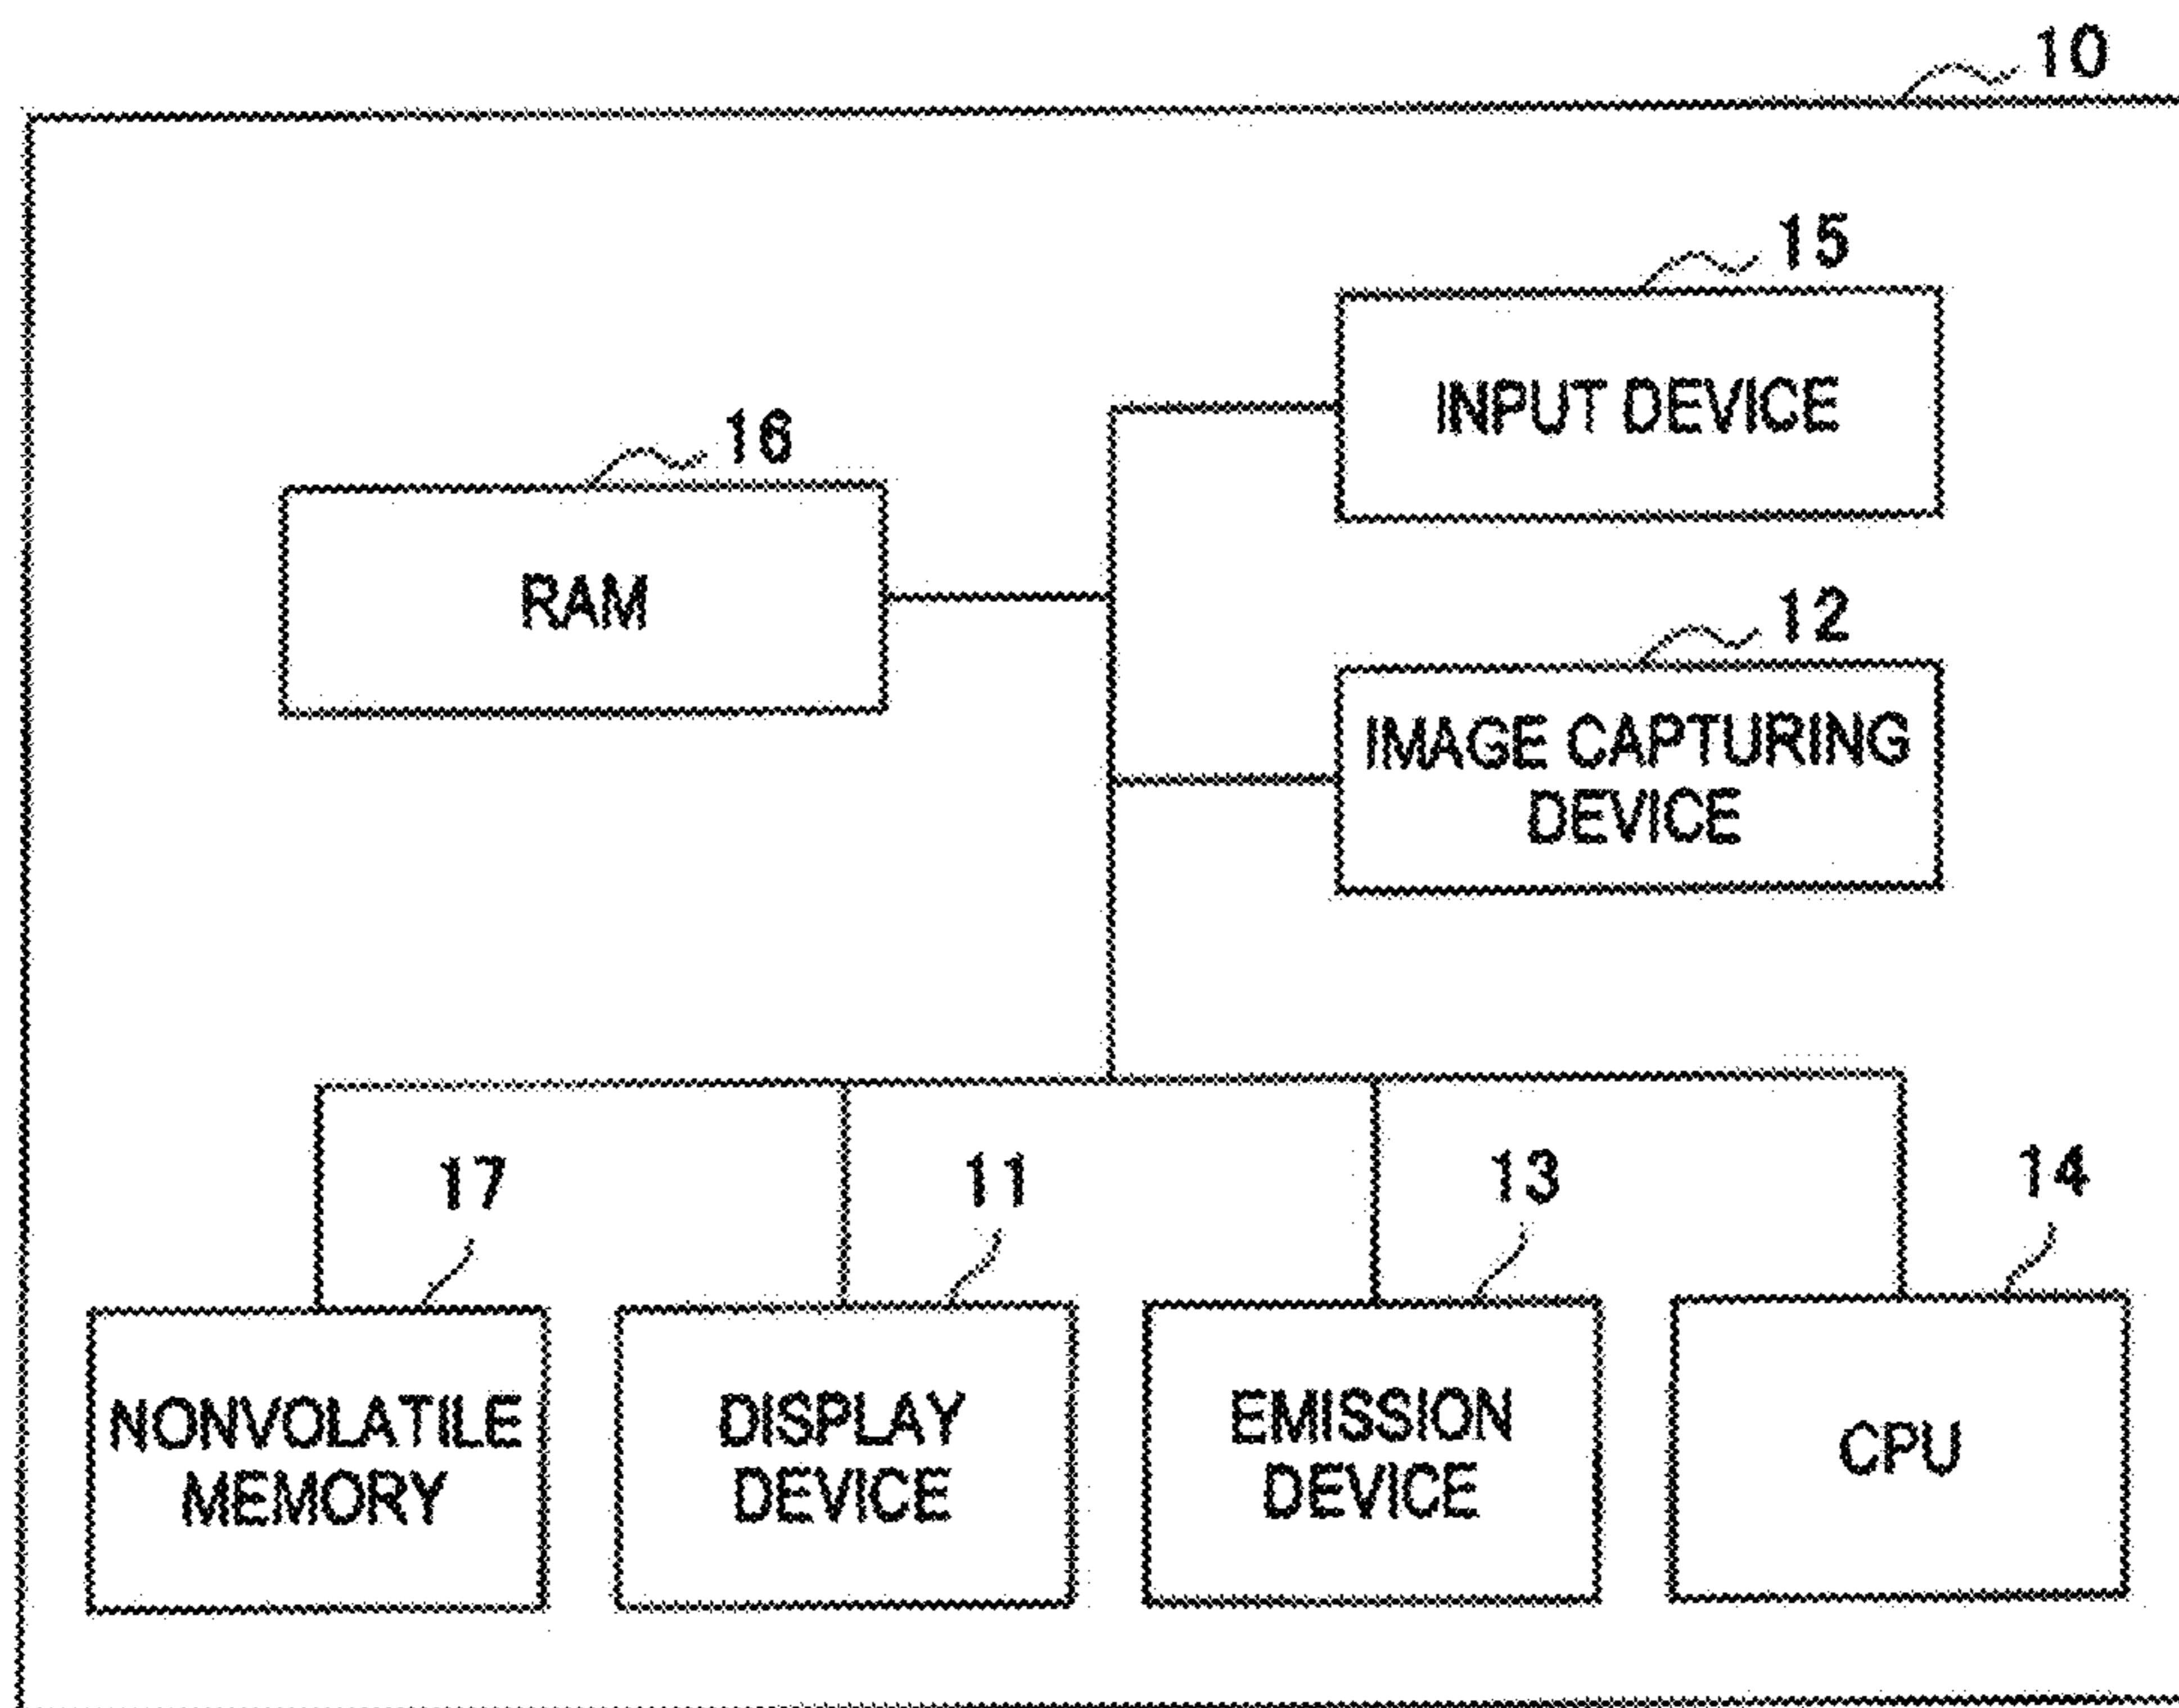 10
15
INPUT DEVICE
16
RAM
12
IMAGE CAPTURING
DEVICE
17
11
13
14
NONVOLATILE
MEMORY
DISPLAY
DEVICE
EMISSION
DEVICE
CPU